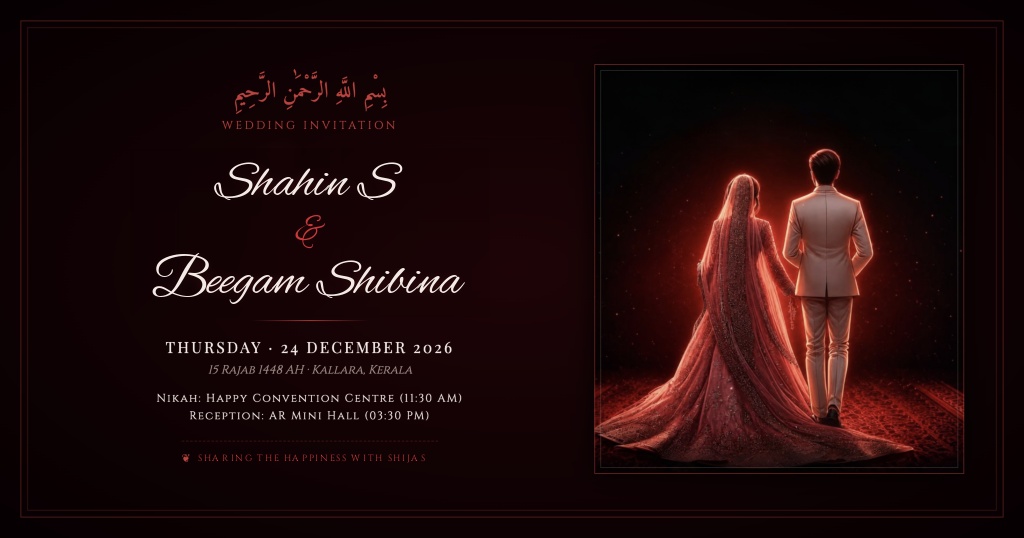 بِسْمِ اللَّهِ الرَّحْمَٰنِ الرَّحِيمِ
WEDDING INVITATION
Shahin S
&
Beegam Shibina
THURSDAY · 24 DECEMBER 2026
15 Rajab 1448 AH · Kallara, Kerala
Nikah: Happy Convention Centre (11:30 AM)
Reception: AR Mini Hall (03:30 PM)
❦ SHARING THE HAPPINESS WITH SHIJAS